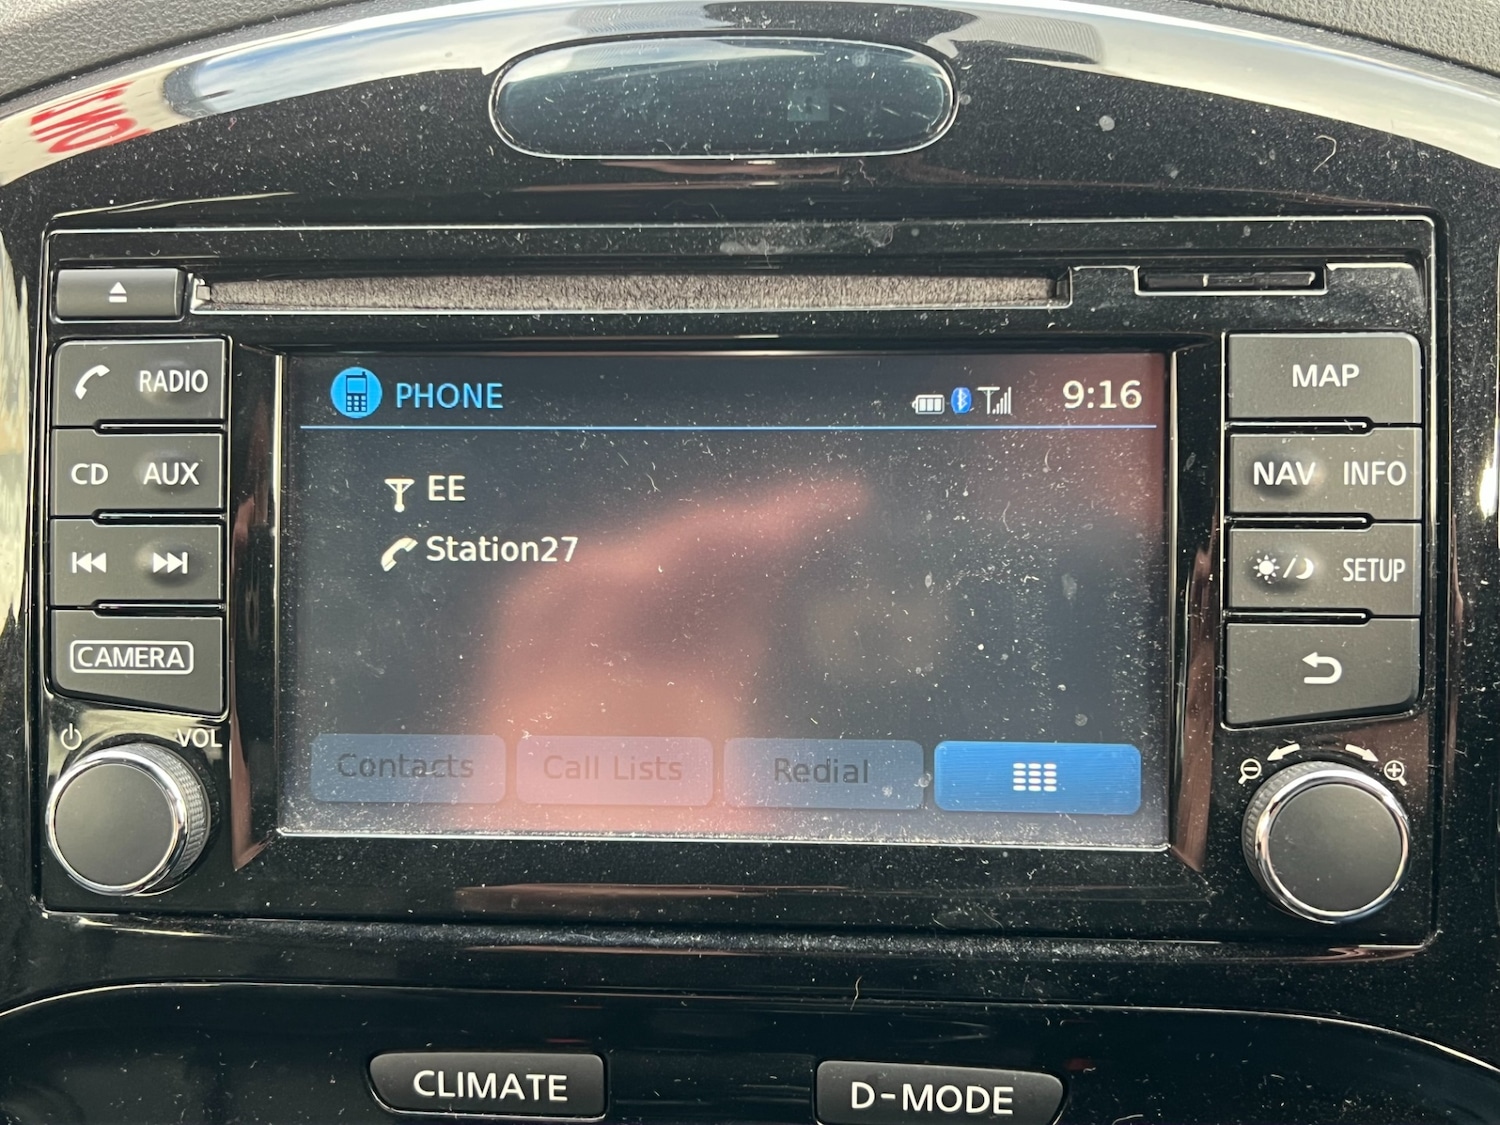 PHONE 9:16
EE
Station27
Contacts Call Lists Redial
RADIO
CD AUX
CAMERA
VOL
MAP
NAV INFO
SETUP
CLIMATE D-MODE